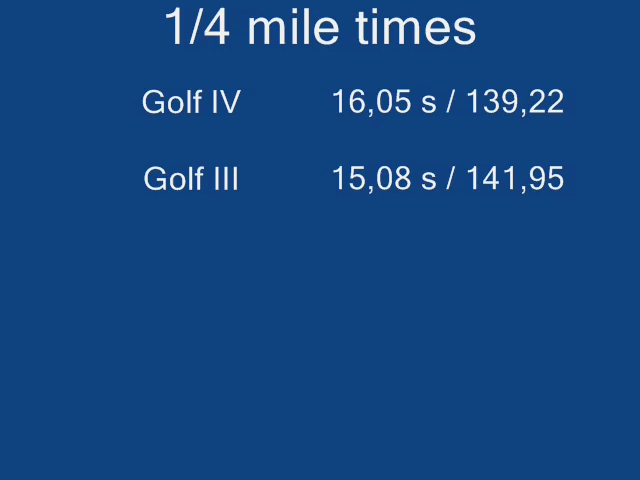 1/4 mile times
Golf IV 16,05 s / 139,22
Golf III 15,08 s / 141,95